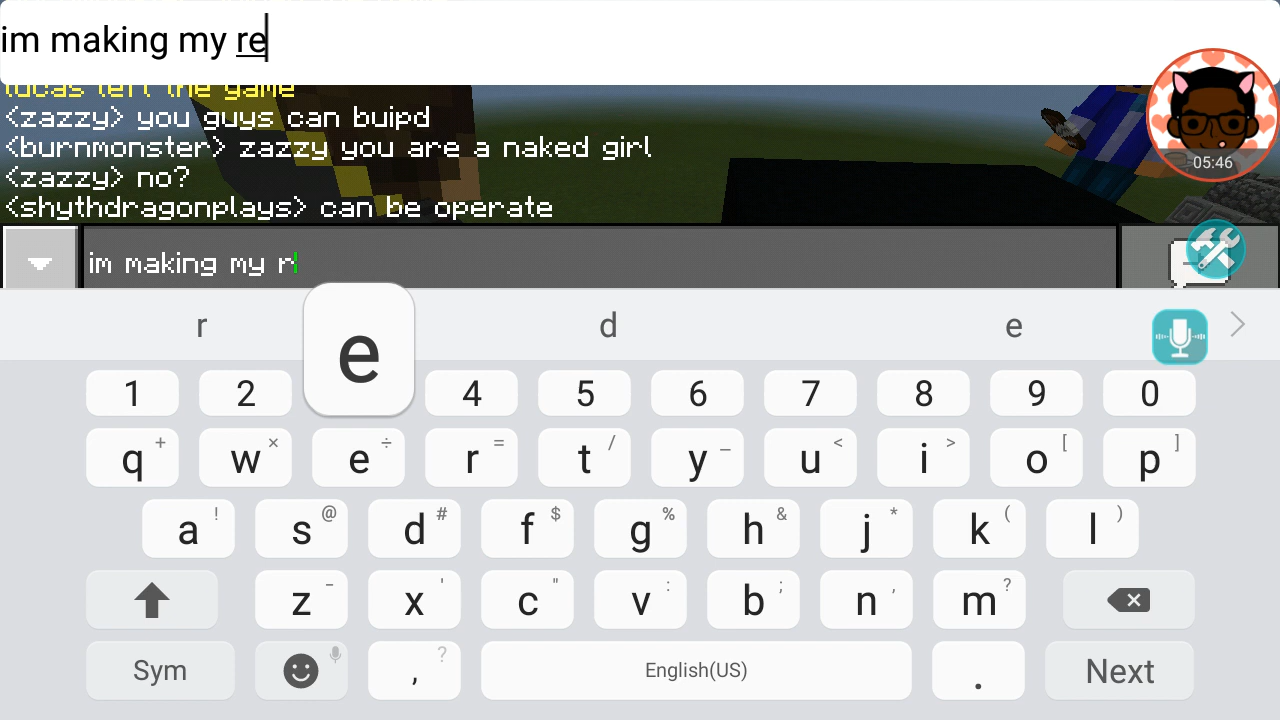 im making my re
lucas left the game
<zazzy> you guys can buipd
<burnmonster> zazzy you are a naked girl
<zazzy> no?
<shythdragonplays> can be operate
05:46
im making my r
r d e
e
1 2 4 5 6 7 8 9 0
q + w × e ÷ r = t / y _ u < i > o [ p ]
a ! s @ d # f $ g % h & j * k ( l )
z - x ' c " v : b ; n , m ?
Sym , ? English(US) . Next